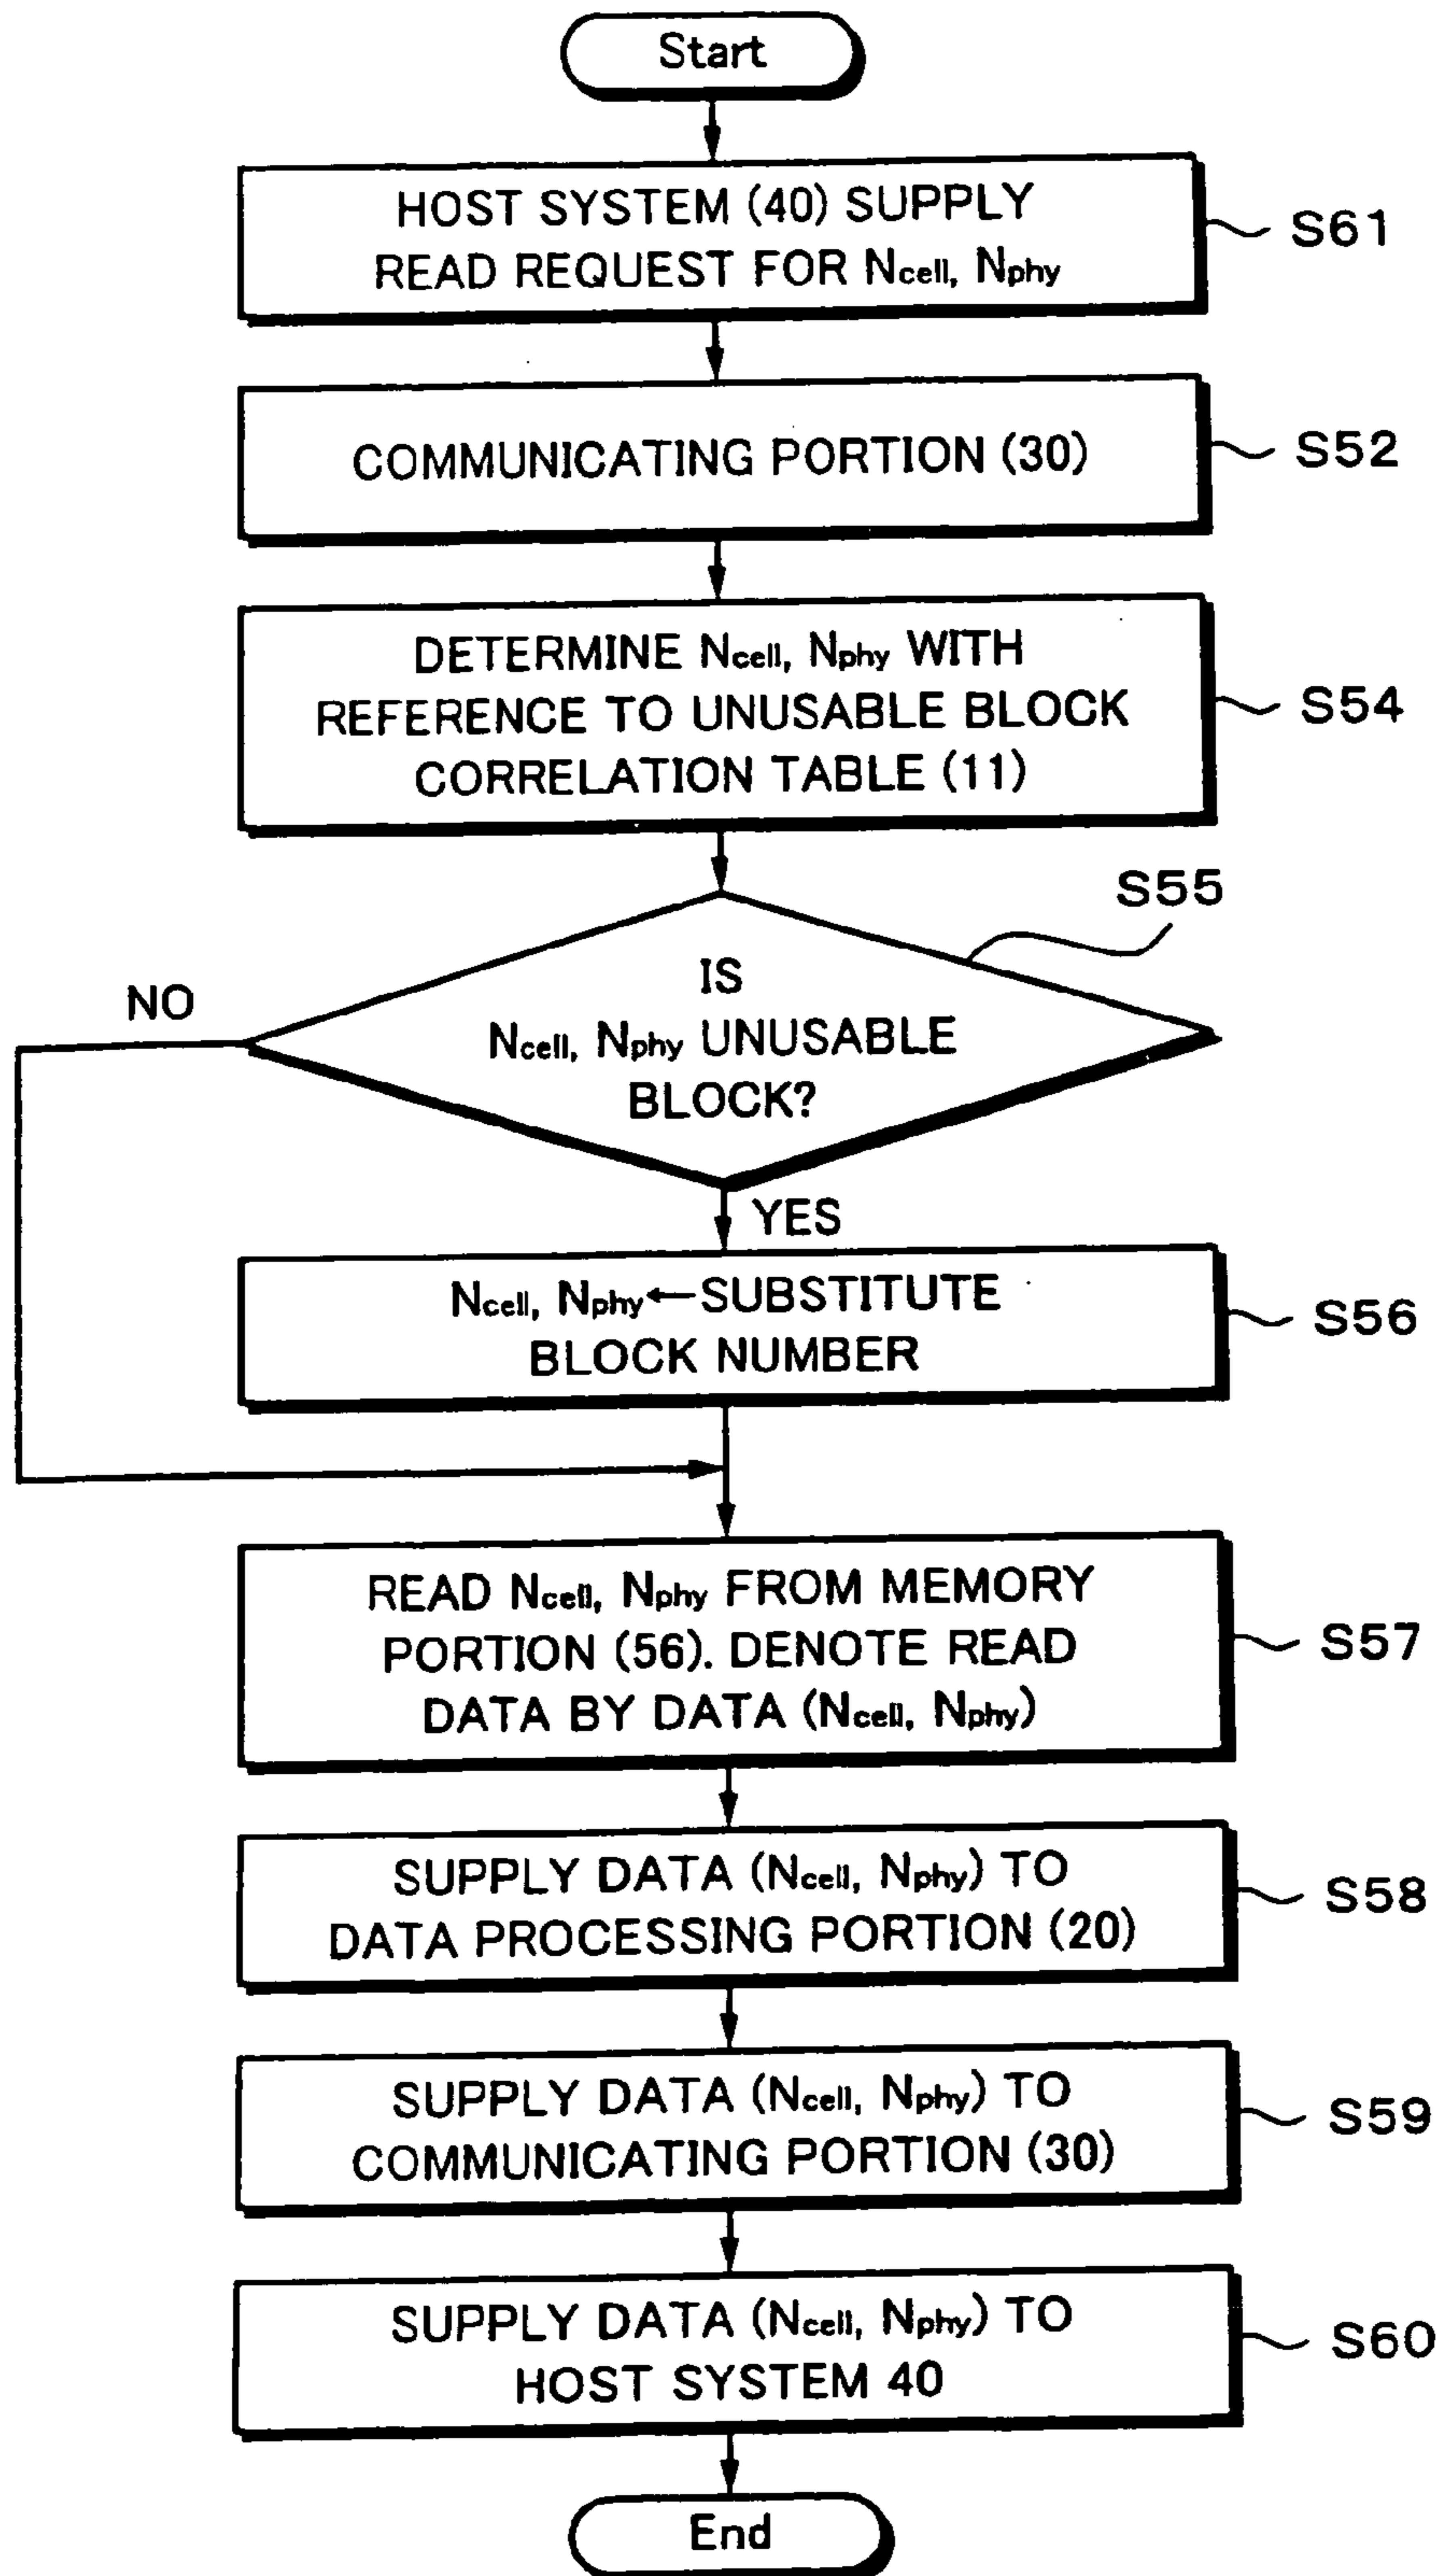 Start
HOST SYSTEM (40) SUPPLY
READ REQUEST FOR Ncell, Nphy
S61
COMMUNICATING PORTION (30)
S52
DETERMINE Ncell, Nphy WITH
REFERENCE TO UNUSABLE BLOCK
CORRELATION TABLE (11)
S54
S55
NO
IS
Ncell, Nphy UNUSABLE
BLOCK?
YES
Ncell, Nphy←SUBSTITUTE
BLOCK NUMBER
S56
READ Ncell, Nphy FROM MEMORY
PORTION (56). DENOTE READ
DATA BY DATA (Ncell, Nphy)
S57
SUPPLY DATA (Ncell, Nphy) TO
DATA PROCESSING PORTION (20)
S58
SUPPLY DATA (Ncell, Nphy) TO
COMMUNICATING PORTION (30)
S59
SUPPLY DATA (Ncell, Nphy) TO
HOST SYSTEM 40
S60
End